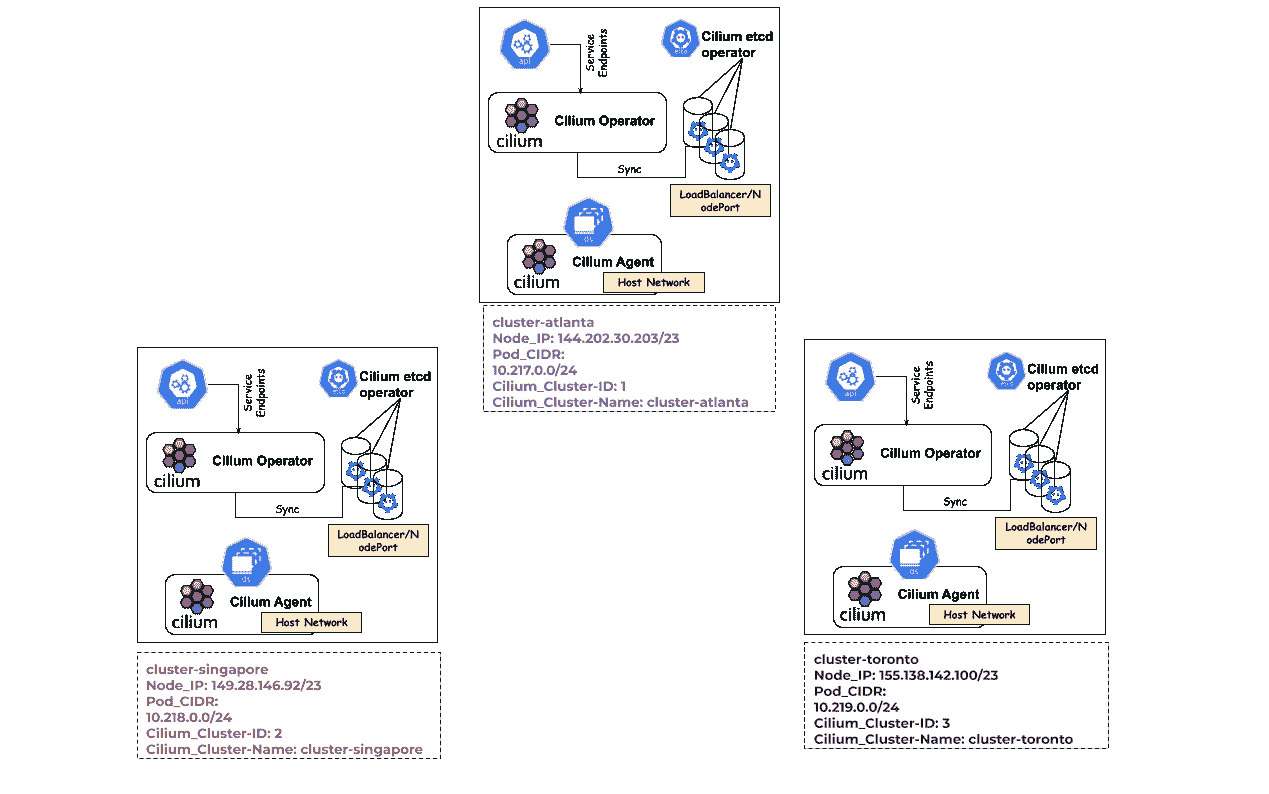 api
Service
Endpoints
etcd
Cilium etcd
operator
cilium
Cilium Operator
Sync
LoadBalancer/N
odePort
ds
cilium
Cilium Agent
Host Network
cluster-atlanta
Node_IP: 144.202.30.203/23
Pod_CIDR:
10.217.0.0/24
Cilium_Cluster-ID: 1
Cilium_Cluster-Name: cluster-atlanta
api
Service
Endpoints
etcd
Cilium etcd
operator
cilium
Cilium Operator
Sync
LoadBalancer/N
odePort
ds
cilium
Cilium Agent
Host Network
cluster-singapore
Node_IP: 149.28.146.92/23
Pod_CIDR:
10.218.0.0/24
Cilium_Cluster-ID: 2
Cilium_Cluster-Name: cluster-singapore
api
Service
Endpoints
etcd
Cilium etcd
operator
cilium
Cilium Operator
Sync
LoadBalancer/N
odePort
ds
cilium
Cilium Agent
Host Network
cluster-toronto
Node_IP: 155.138.142.100/23
Pod_CIDR:
10.219.0.0/24
Cilium_Cluster-ID: 3
Cilium_Cluster-Name: cluster-toronto